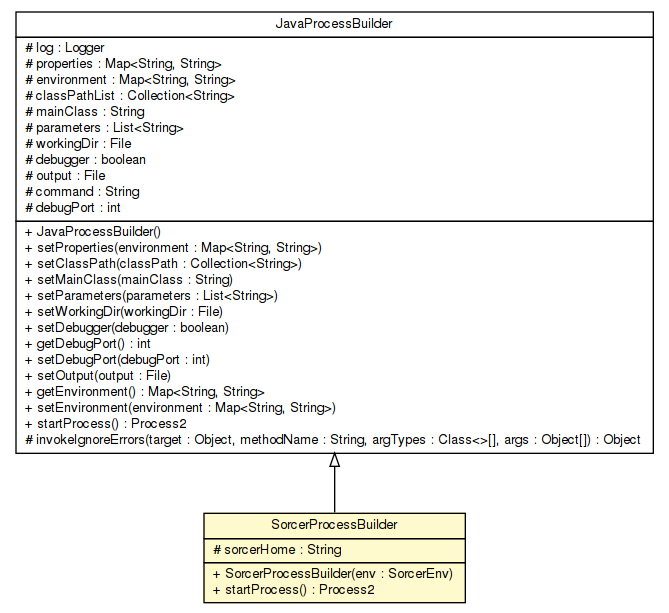 JavaProcessBuilder
# log : Logger
# properties : Map<String, String>
# environment : Map<String, String>
# classPathList : Collection<String>
# mainClass : String
# parameters : List<String>
# workingDir : File
# debugger : boolean
# output : File
# command : String
# debugPort : int
+ JavaProcessBuilder()
+ setProperties(environment : Map<String, String>)
+ setClassPath(classPath : Collection<String>)
+ setMainClass(mainClass : String)
+ setParameters(parameters : List<String>)
+ setWorkingDir(workingDir : File)
+ setDebugger(debugger : boolean)
+ getDebugPort() : int
+ setDebugPort(debugPort : int)
+ setOutput(output : File)
+ getEnvironment() : Map<String, String>
+ setEnvironment(environment : Map<String, String>)
+ startProcess() : Process2
# invokeIgnoreErrors(target : Object, methodName : String, argTypes : Class<>[], args : Object[]) : Object
SorcerProcessBuilder
# sorcerHome : String
+ SorcerProcessBuilder(env : SorcerEnv)
+ startProcess() : Process2